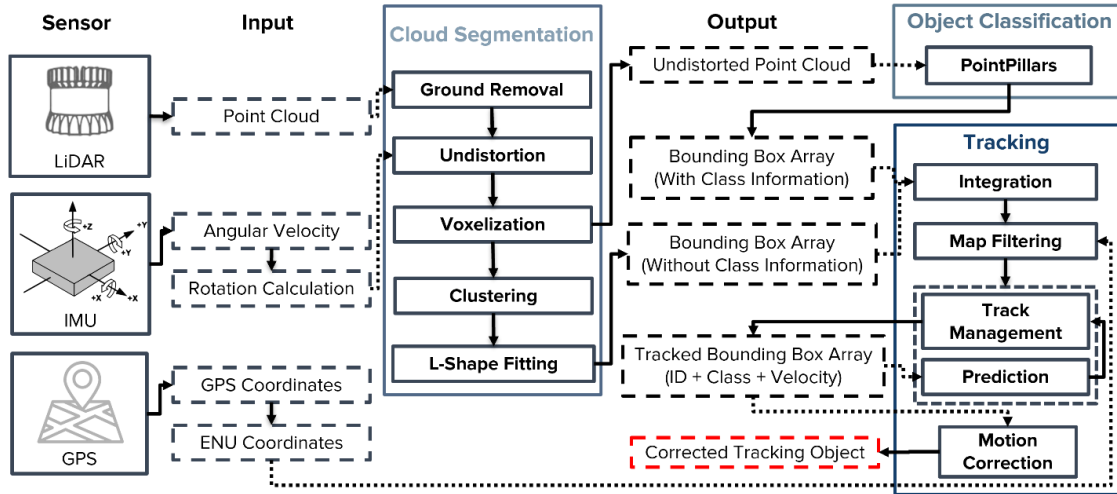 Sensor
Input
Cloud Segmentation
Output
Object Classification
LiDAR
Point Cloud
Ground Removal
Undistorted Point Cloud
PointPillars
Undistortion
Bounding Box Array
(With Class Information)
Tracking
Integration
+Z
+Y
+Y
+X
+X
IMU
Angular Velocity
Rotation Calculation
Voxelization
Bounding Box Array
(Without Class Information)
Map Filtering
Clustering
Track
Management
L-Shape Fitting
Tracked Bounding Box Array
(ID + Class + Velocity)
Prediction
GPS
GPS Coordinates
ENU Coordinates
Corrected Tracking Object
Motion
Correction